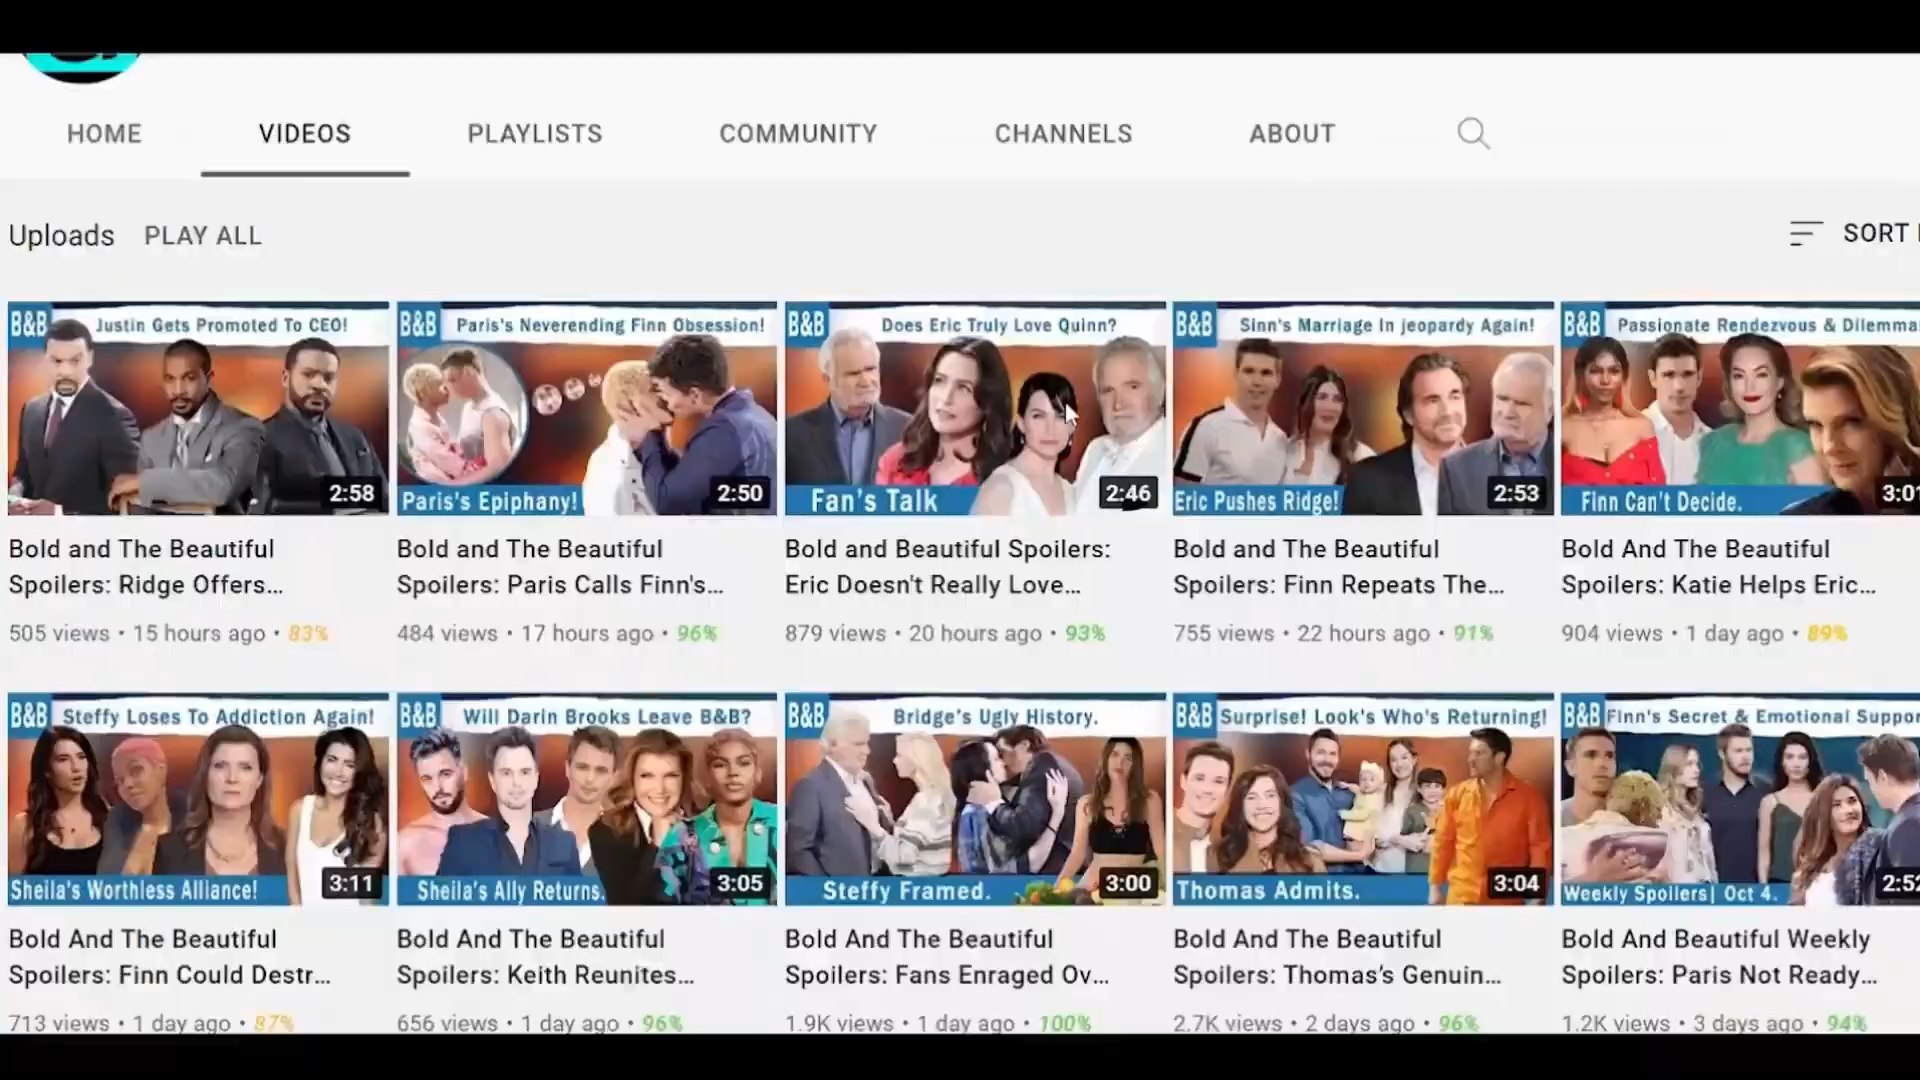 HOME VIDEOS PLAYLISTS COMMUNITY CHANNELS ABOUT
Uploads PLAY ALL
SORT
B&B Justin Gets Promoted To CEO!
2:58
Bold and The Beautiful
Spoilers: Ridge Offers...
505 views • 15 hours ago • 83%
B&B Paris's Neverending Finn Obsession!
Paris's Epiphany!
2:50
Bold and The Beautiful
Spoilers: Paris Calls Finn's...
484 views • 17 hours ago • 96%
B&B Does Eric Truly Love Quinn?
Fan's Talk
2:46
Bold and Beautiful Spoilers:
Eric Doesn't Really Love...
879 views • 20 hours ago • 93%
B&B Sinn's Marriage In jeopardy Again!
Eric Pushes Ridge!
2:53
Bold and The Beautiful
Spoilers: Finn Repeats The...
755 views • 22 hours ago • 91%
B&B Passionate Rendezvous & Dilemma
Finn Can't Decide.
3:01
Bold And The Beautiful
Spoilers: Katie Helps Eric...
904 views • 1 day ago • 89%
B&B Steffy Loses To Addiction Again!
Sheila's Worthless Alliance!
3:11
Bold And The Beautiful
Spoilers: Finn Could Destr...
713 views • 1 day ago • 87%
B&B Will Darin Brooks Leave B&B?
Sheila's Ally Returns.
3:05
Bold And The Beautiful
Spoilers: Keith Reunites...
656 views • 1 day ago • 96%
B&B Bridge's Ugly History.
Steffy Framed.
3:00
Bold And The Beautiful
Spoilers: Fans Enraged Ov...
1.9K views • 1 day ago • 100%
B&B Surprise! Look's Who's Returning!
Thomas Admits.
3:04
Bold And The Beautiful
Spoilers: Thomas's Genuin...
2.7K views • 2 days ago • 96%
B&B Finn's Secret & Emotional Suppor
Weekly Spoilers| Oct 4.
2:52
Bold And Beautiful Weekly
Spoilers: Paris Not Ready...
1.2K views • 3 days ago • 94%